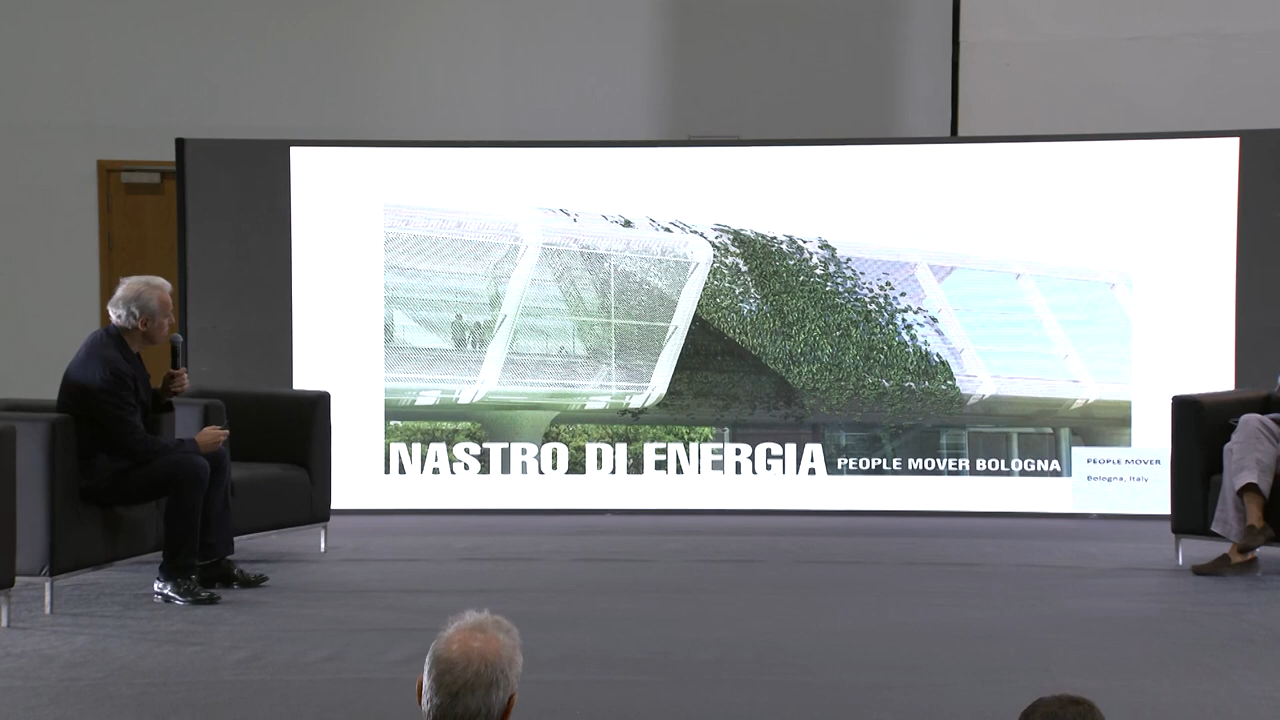 NASTRO DI ENERGIA PEOPLE MOVER BOLOGNA
PEOPLE MOVER
Bologna, Italy